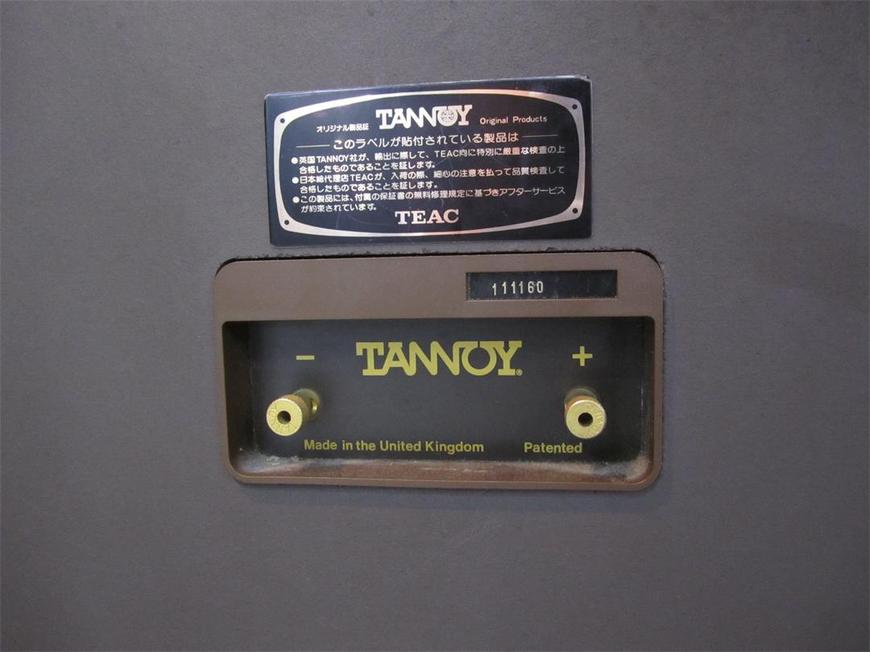 オリジナル製品証 TANNOY Original Products
このラベルが貼付されている製品は
●英国TANNOY社が、輸出に際して、TEAC向に特別に厳重な検査の上
合格したものであることを証します。
●日本総代理店TEACが、入荷の際、細心の注意を払って品質検査して
合格したものであることを証します。
●この製品には、付属の保証書の無料修理規定に基づきアフターサービス
が約束されています。
TEAC
111160
− TANNOY® +
Made in the United Kingdom Patented